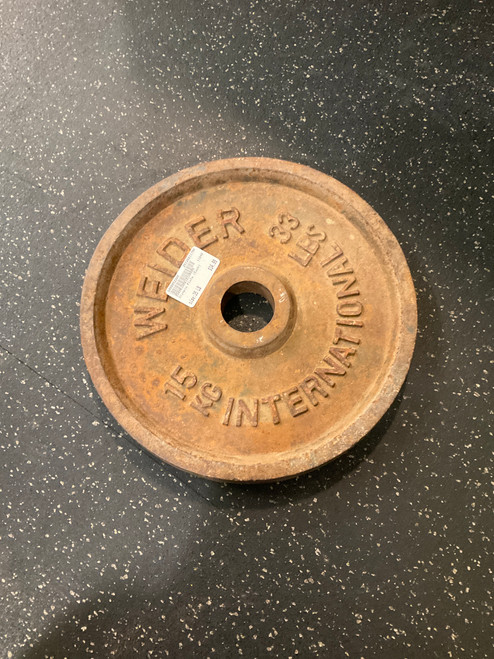 WEIDER
33
LBS
INTERNATIONAL
15
KG